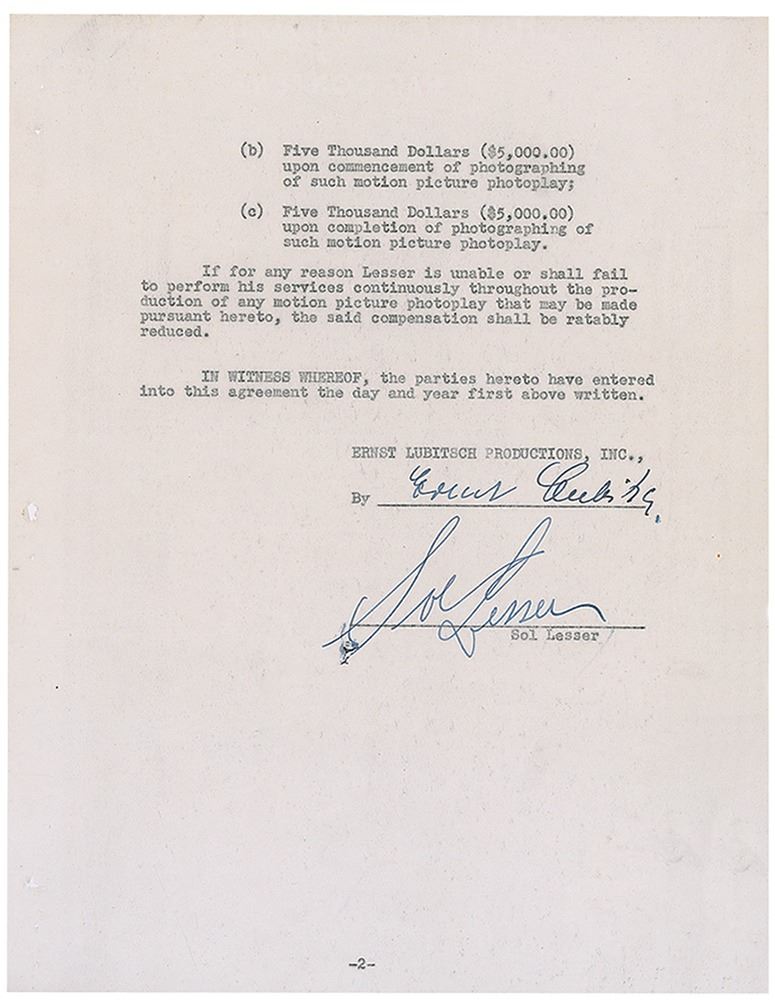 (b) Five Thousand Dollars ($5,000.00)
upon commencement of photographing
of such motion picture photoplay;
(c) Five Thousand Dollars ($5,000.00)
upon completion of photographing of
such motion picture photoplay.
If for any reason Lesser is unable or shall fail
to perform his services continuously throughout the pro-
duction of any motion picture photoplay that may be made
pursuant hereto, the said compensation shall be ratably
reduced.
IN WITNESS WHEREOF, the parties hereto have entered
into this agreement the day and year first above written.
ERNST LUBITSCH PRODUCTIONS, INC.,
By Ernst Lubitsch
Sol Lesser
Sol Lesser
-2-